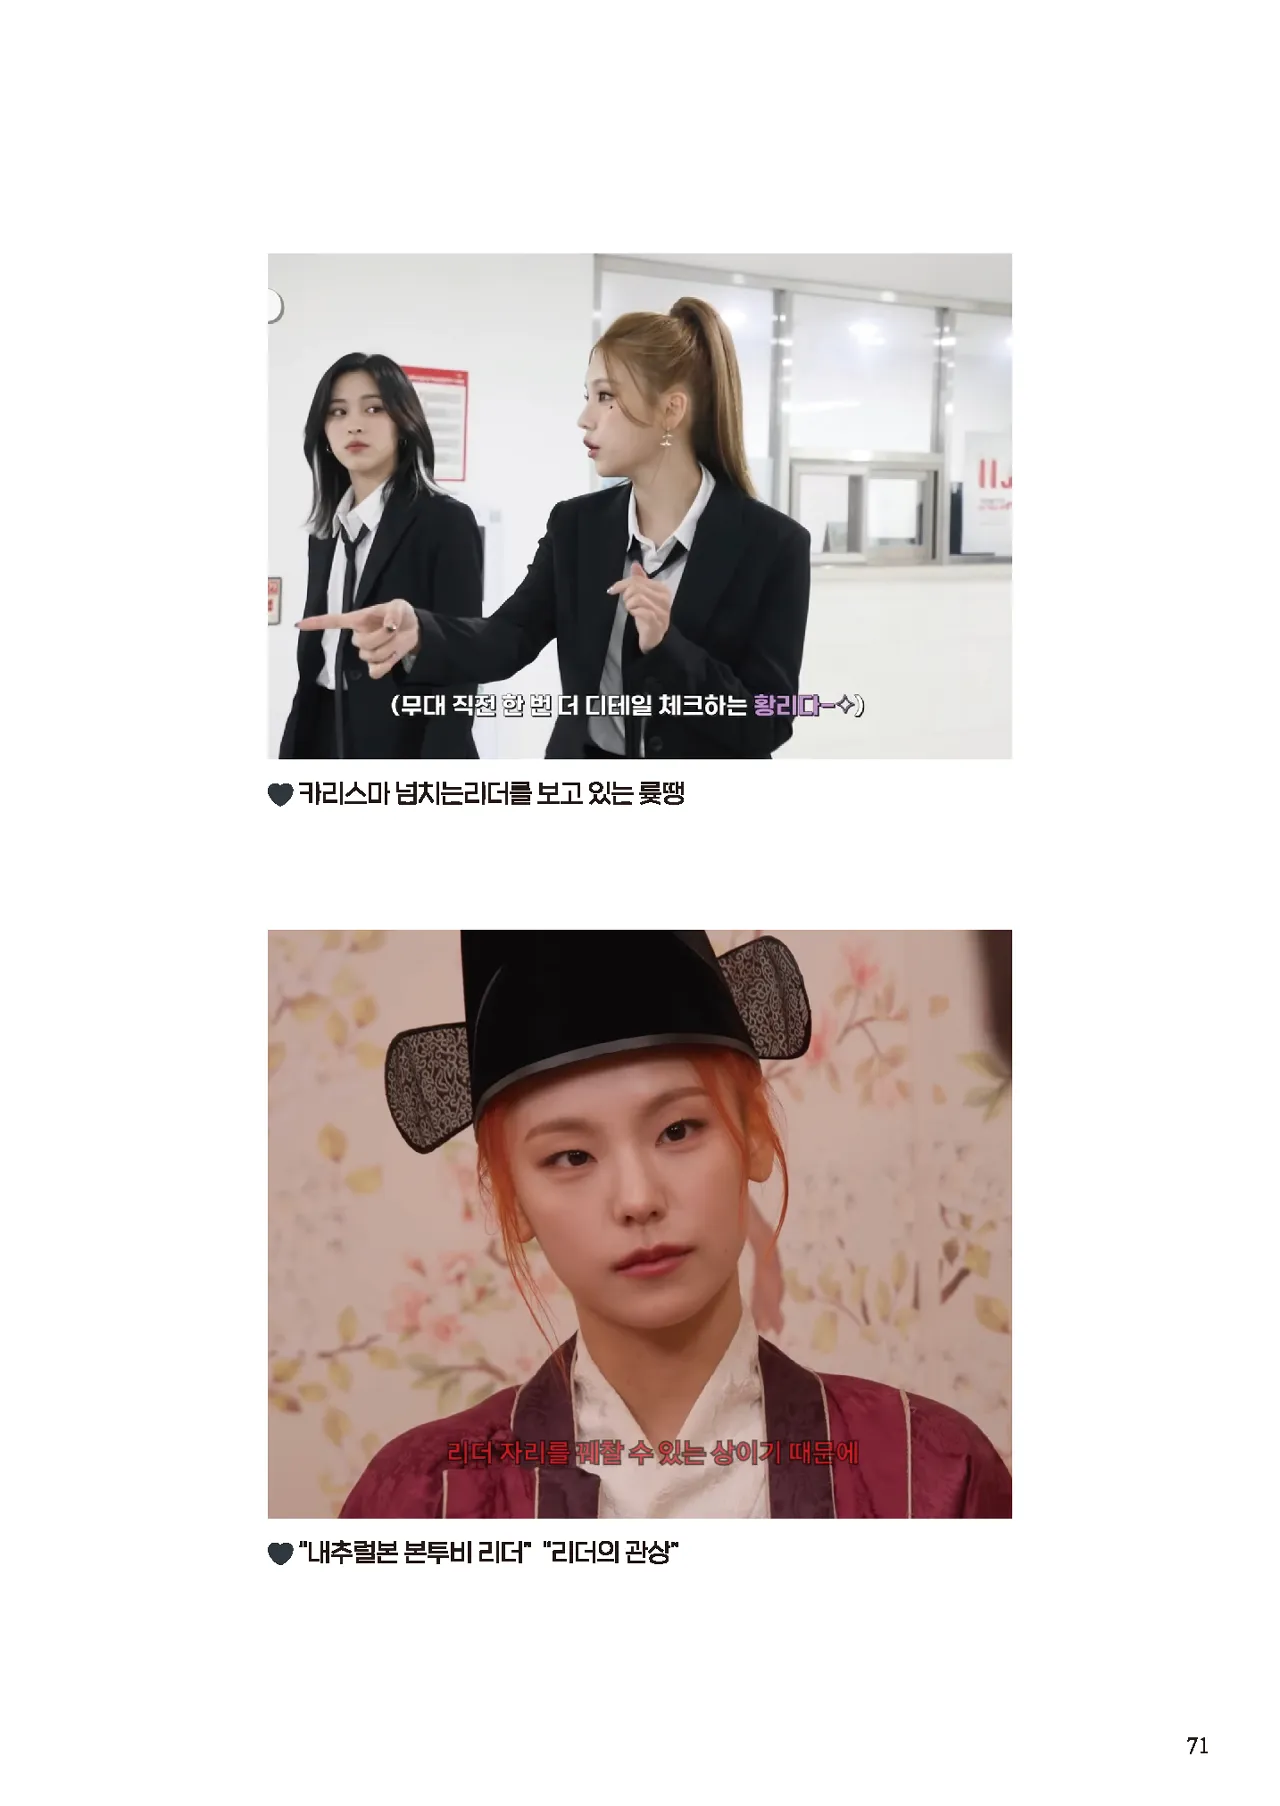 (무대 직전 한 번 더 디테일 체크하는 황리다-✧)
🖤 카리스마 넘치는리더를 보고 있는 륮땡
리더 자리를 꿰찰 수 있는 상이기 때문에
🖤 "내추럴본 본투비 리더" "리더의 관상"
71